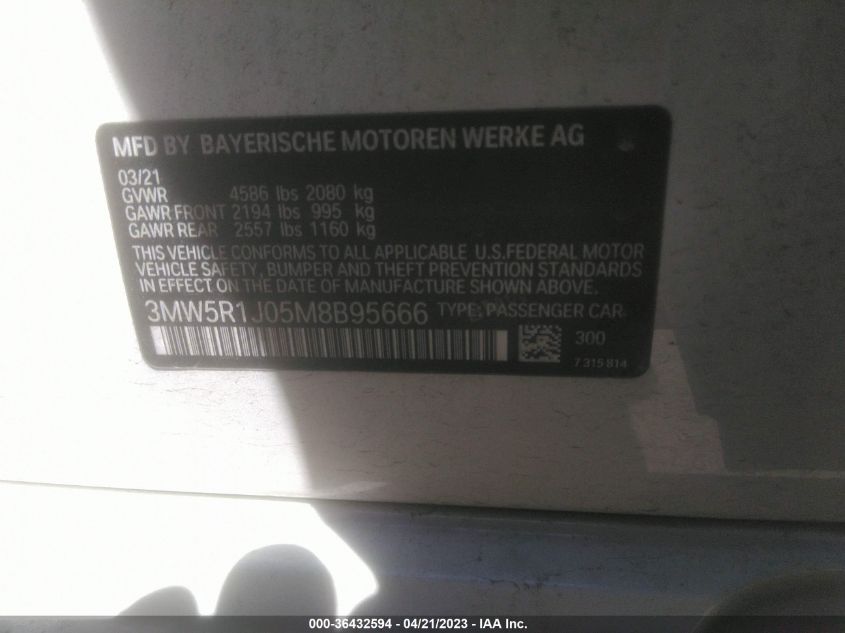 MFD BY BAYERISCHE MOTOREN WERKE AG
03/21
GVWR 4586 lbs 2080 kg
GAWR FRONT 2194 lbs 995 kg
GAWR REAR 2557 lbs 1160 kg
THIS VEHICLE CONFORMS TO ALL APPLICABLE U.S.FEDERAL MOTOR
VEHICLE SAFETY, BUMPER AND THEFT PREVENTION STANDARDS
IN EFFECT ON THE DATE OF MANUFACTURE SHOWN ABOVE.
3MW5R1J05M8B95666 TYPE: PASSENGER CAR
300
7 315 814
000-36432594 - 04/21/2023 - IAA Inc.